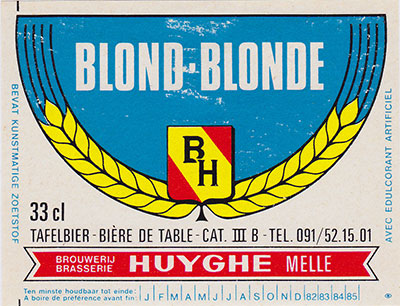 BLOND-BLONDE
BEVAT KUNSTMATIGE ZOETSTOF
AVEC EDULCORANT ARTIFICIEL
BH
33 cl
TAFELBIER - BIÈRE DE TABLE - CAT. III B - TEL. 091/52.15.01
BROUWERIJ
BRASSERIE
HUYGHE MELLE
Ten minste houdbaar tot einde:
A boire de préférence avant fin:
J F M A M J J A S O N D 82 83 84 85